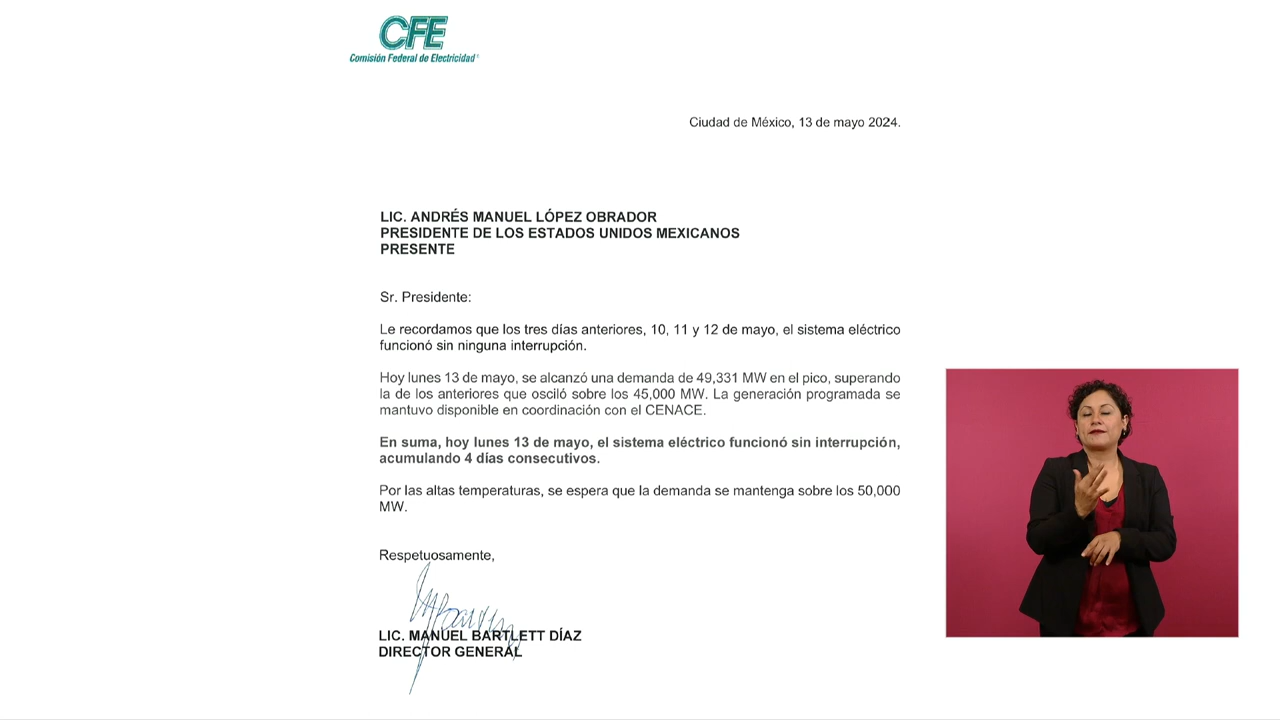 CFE
Comisión Federal de Electricidad
Ciudad de México, 13 de mayo 2024.
LIC. ANDRÉS MANUEL LÓPEZ OBRADOR
PRESIDENTE DE LOS ESTADOS UNIDOS MEXICANOS
PRESENTE
Sr. Presidente:
Le recordamos que los tres días anteriores, 10, 11 y 12 de mayo, el sistema eléctrico
funcionó sin ninguna interrupción.
Hoy lunes 13 de mayo, se alcanzó una demanda de 49,331 MW en el pico, superando
la de los anteriores que osciló sobre los 45,000 MW. La generación programada se
mantuvo disponible en coordinación con el CENACE.
En suma, hoy lunes 13 de mayo, el sistema eléctrico funcionó sin interrupción,
acumulando 4 días consecutivos.
Por las altas temperaturas, se espera que la demanda se mantenga sobre los 50,000
MW.
Respetuosamente,
LIC. MANUEL BARTLETT DÍAZ
DIRECTOR GENERAL